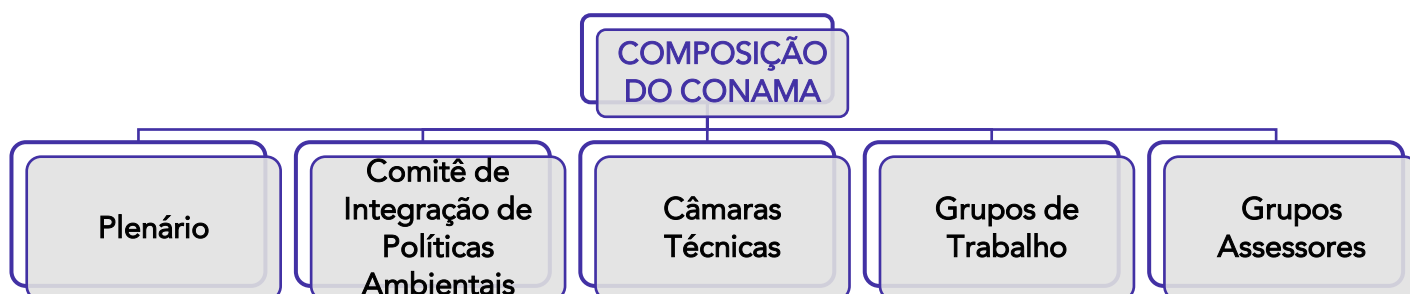 COMPOSIÇÃO
DO CONAMA
Plenário
Comitê de
Integração de
Políticas
Ambientais
Câmaras
Técnicas
Grupos de
Trabalho
Grupos
Assessores